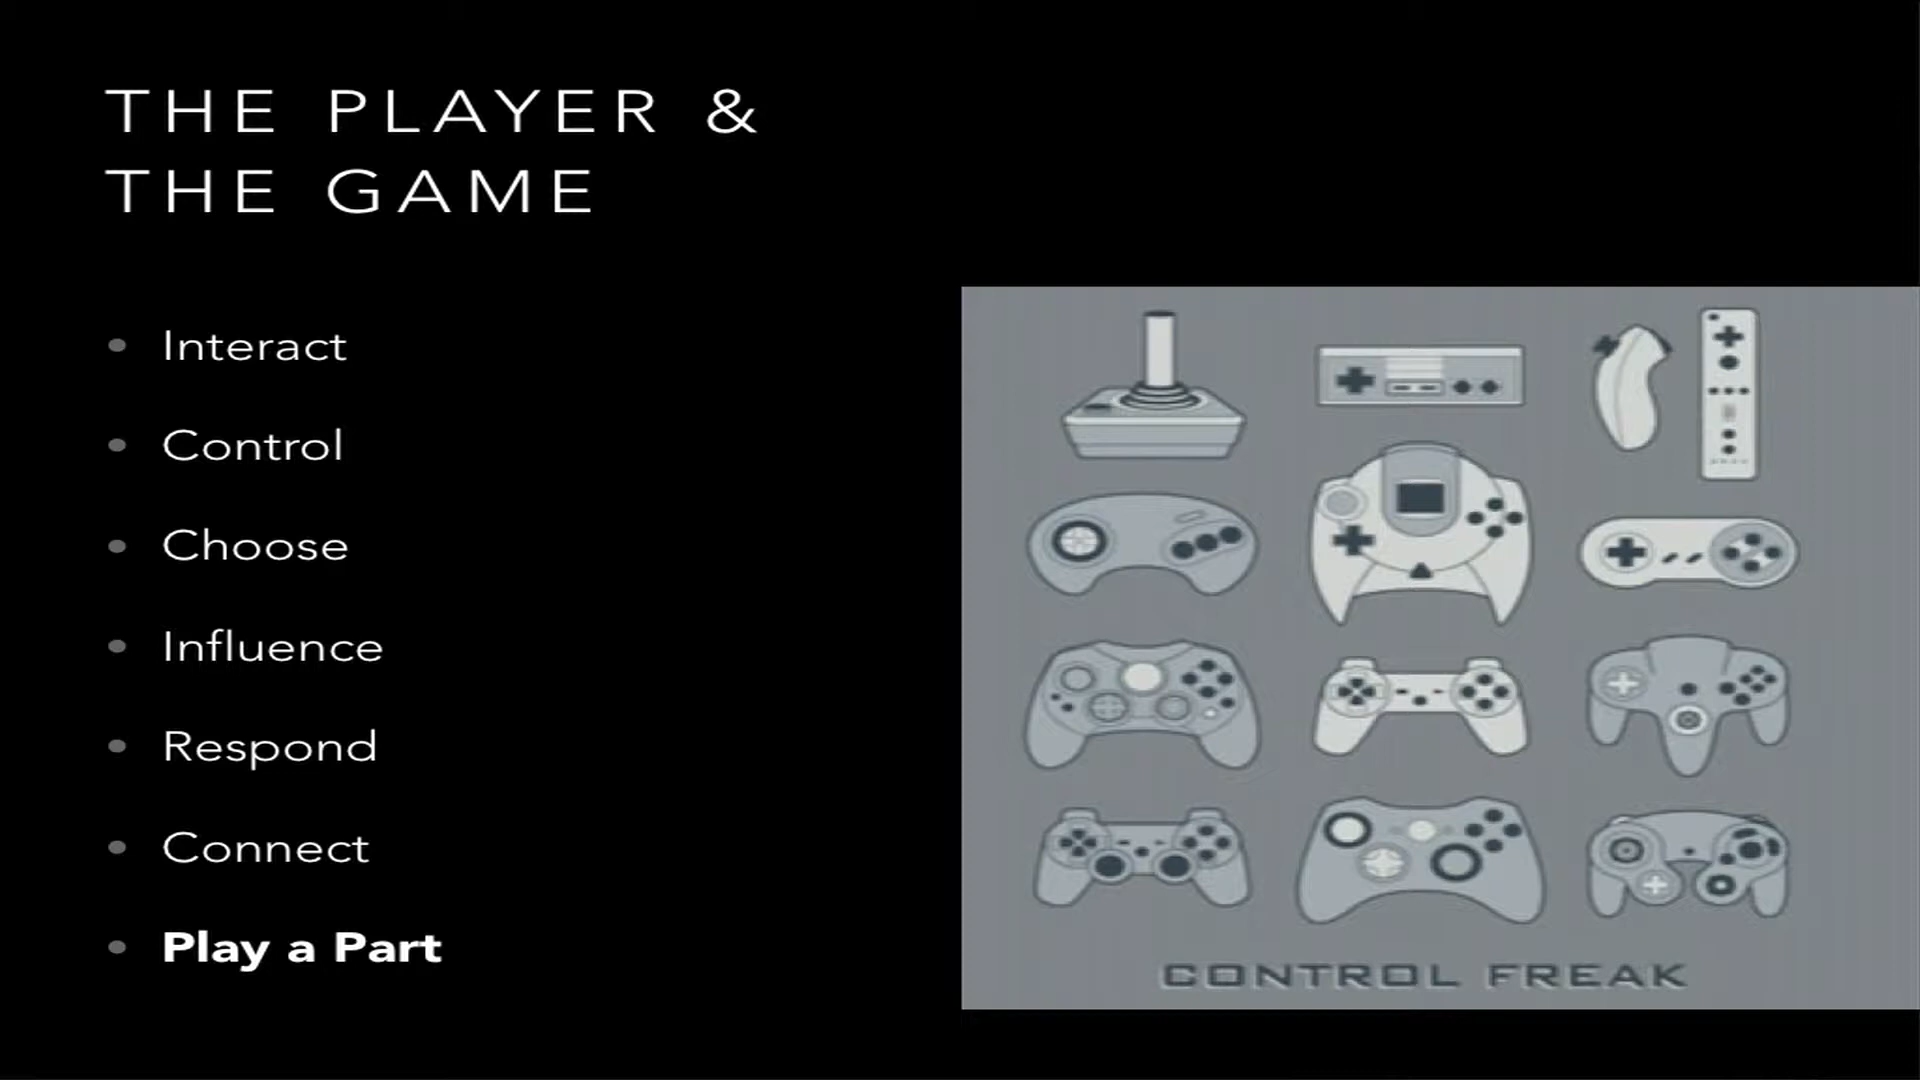 THE PLAYER &
THE GAME
• Interact
• Control
• Choose
• Influence
• Respond
• Connect
• Play a Part
CONTROL FREAK